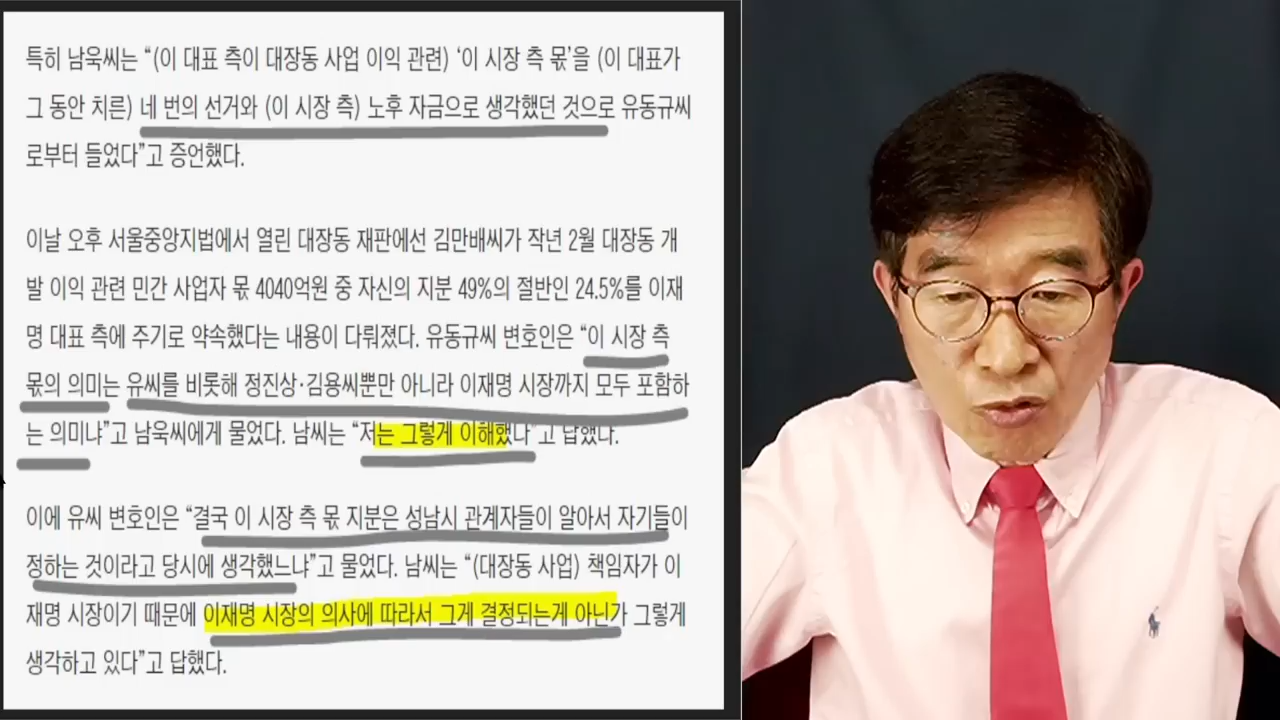 특히 남욱씨는 “(이 대표 측이 대장동 사업 이익 관련) ‘이 시장 측 몫’을 (이 대표가
그 동안 치른) 네 번의 선거와 (이 시장 측) 노후 자금으로 생각했던 것으로 유동규씨
로부터 들었다”고 증언했다.
이날 오후 서울중앙지법에서 열린 대장동 재판에선 김만배씨가 작년 2월 대장동 개
발 이익 관련 민간 사업자 몫 4040억원 중 자신의 지분 49%의 절반인 24.5%를 이재
명 대표 측에 주기로 약속했다는 내용이 다뤄졌다. 유동규씨 변호인은 “이 시장 측
몫의 의미는 유씨를 비롯해 정진상·김용씨뿐만 아니라 이재명 시장까지 모두 포함하
는 의미냐”고 남욱씨에게 물었다. 남씨는 “저는 그렇게 이해했다”고 답했다.
이에 유씨 변호인은 “결국 이 시장 측 몫 지분은 성남시 관계자들이 알아서 자기들이
정하는 것이라고 당시에 생각했느냐”고 물었다. 남씨는 “(대장동 사업) 책임자가 이
재명 시장이기 때문에 이재명 시장의 의사에 따라서 그게 결정되는게 아닌가 그렇게
생각하고 있다”고 답했다.